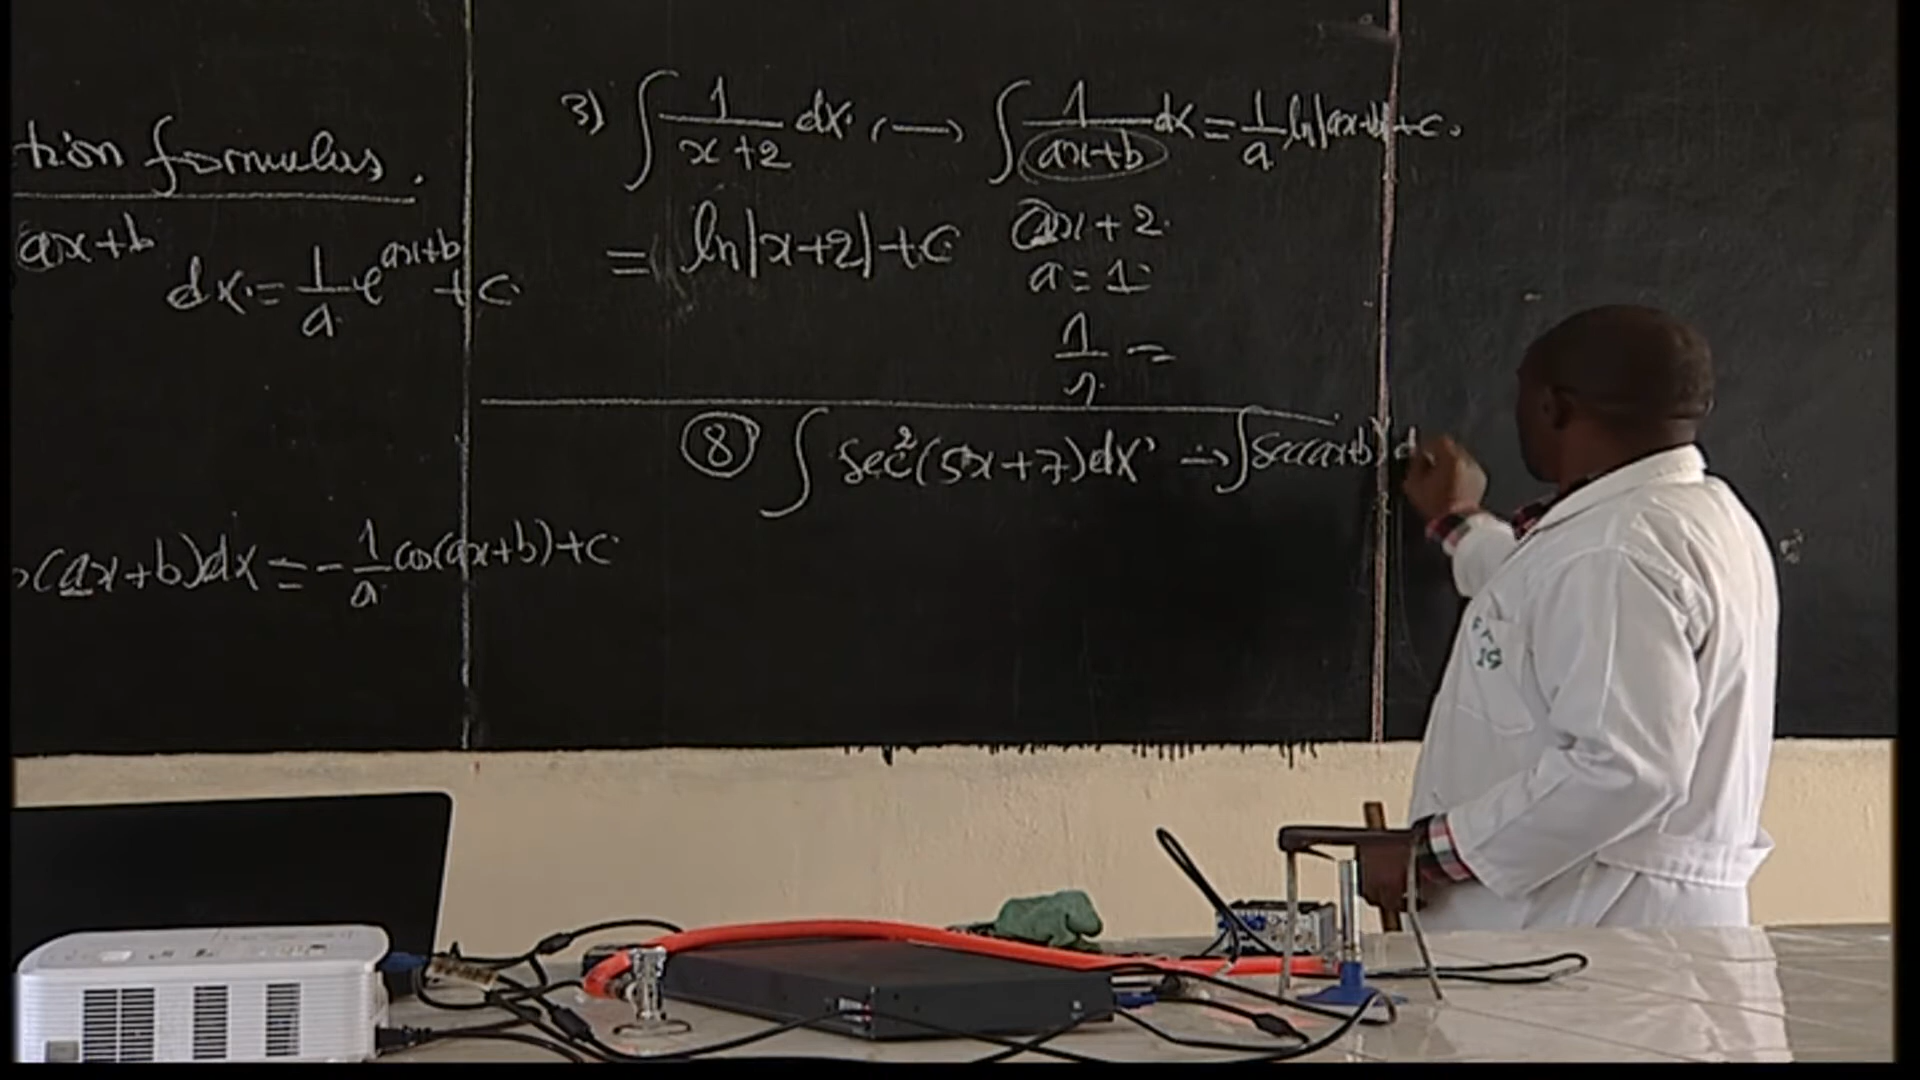 tion formulas.
ax+b dx = 1/a e^(ax+b) + c.
(ax+b)dx = -1/a cos(ax+b)+c
3) ∫ 1/(x+2) dx. ⟶ ∫ 1/(ax+b) dx = 1/a ln|ax+b|+c.
= ln|x+2|+c
ax+2
a=1
1/1 =
⑧ ∫ sec²(5x+7)dx → ∫ sec(ax+b) d